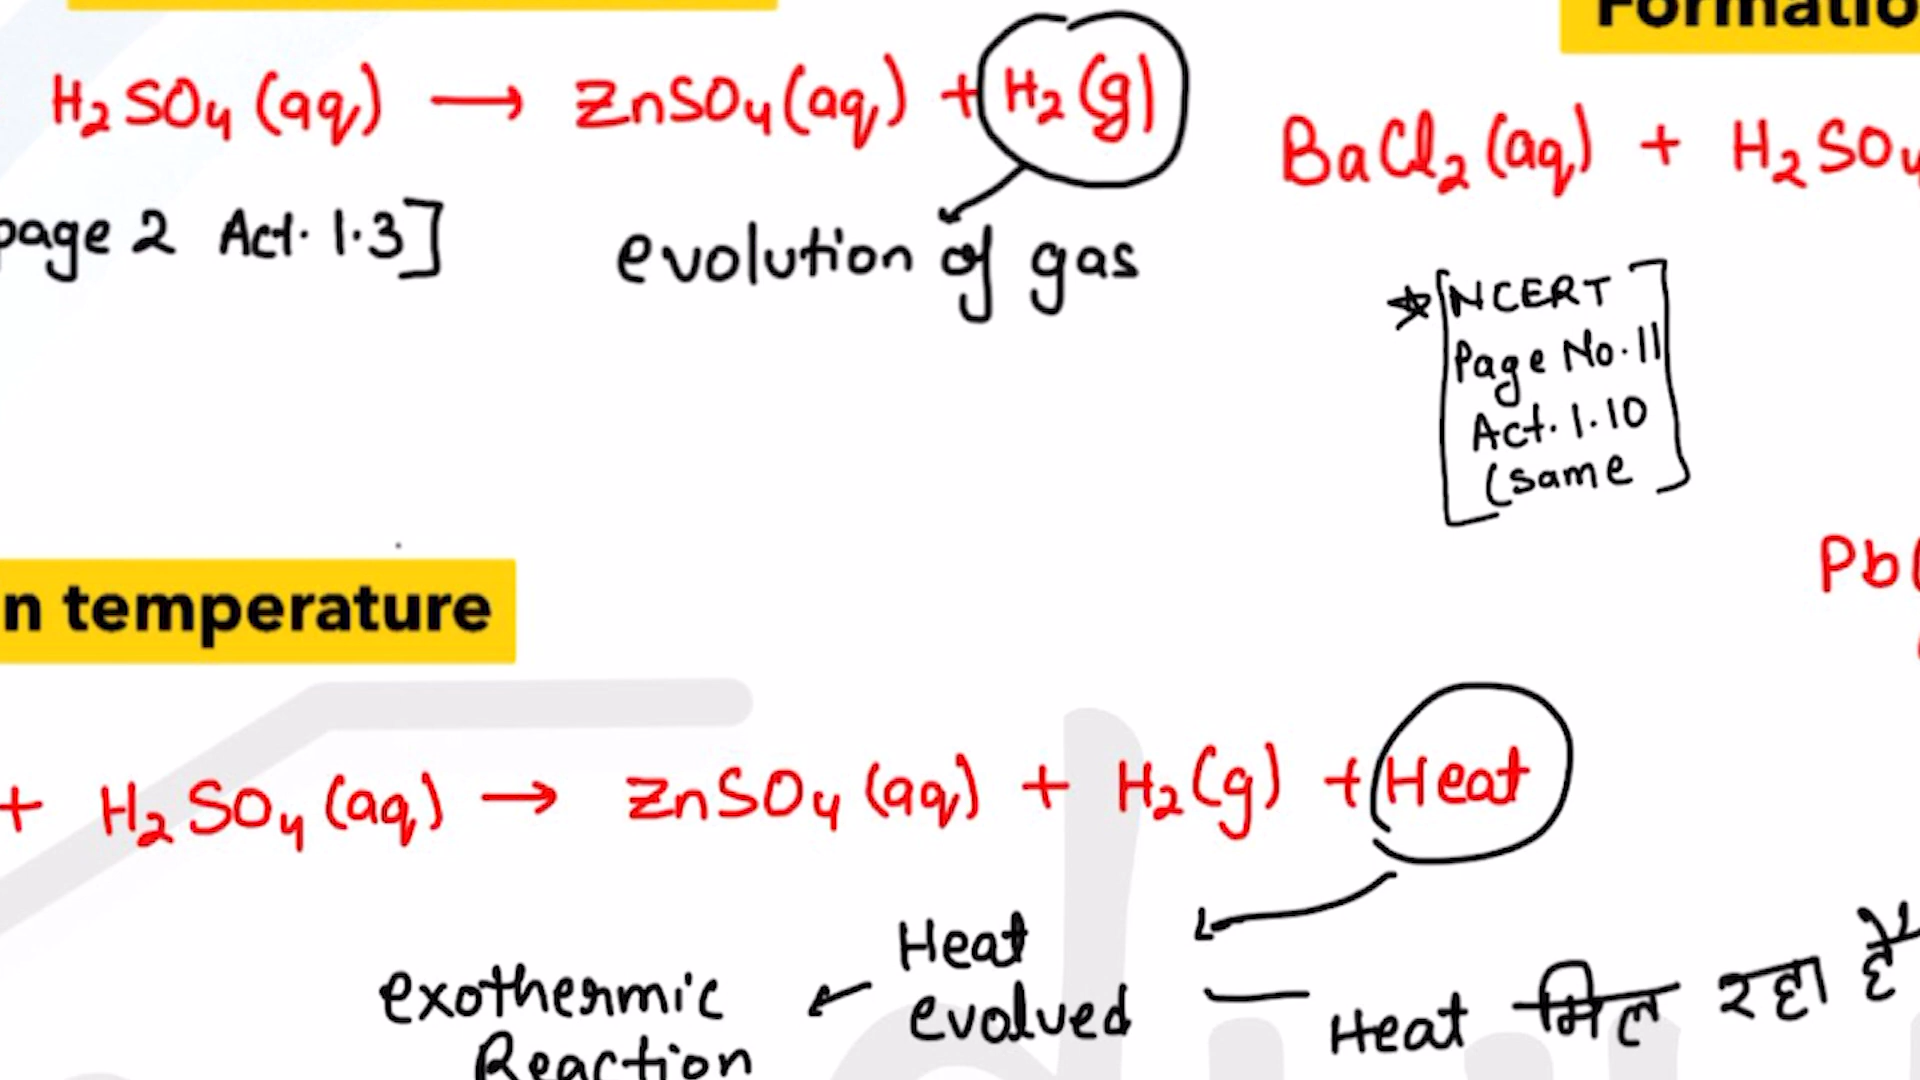 Formatio
H₂SO₄ (aq) → ZnSO₄ (aq) + H₂ (g)
BaCl₂ (aq) + H₂SO₄
page 2 Act. 1.3]
evolution of gas
[NCERT
Page No. 11
Act. 1.10
(same ]
Pb(
n temperature
+ H₂SO₄ (aq) → ZnSO₄ (aq) + H₂ (g) + Heat
Heat
evolved
Heat मिल रहा है
exothermic
Reaction